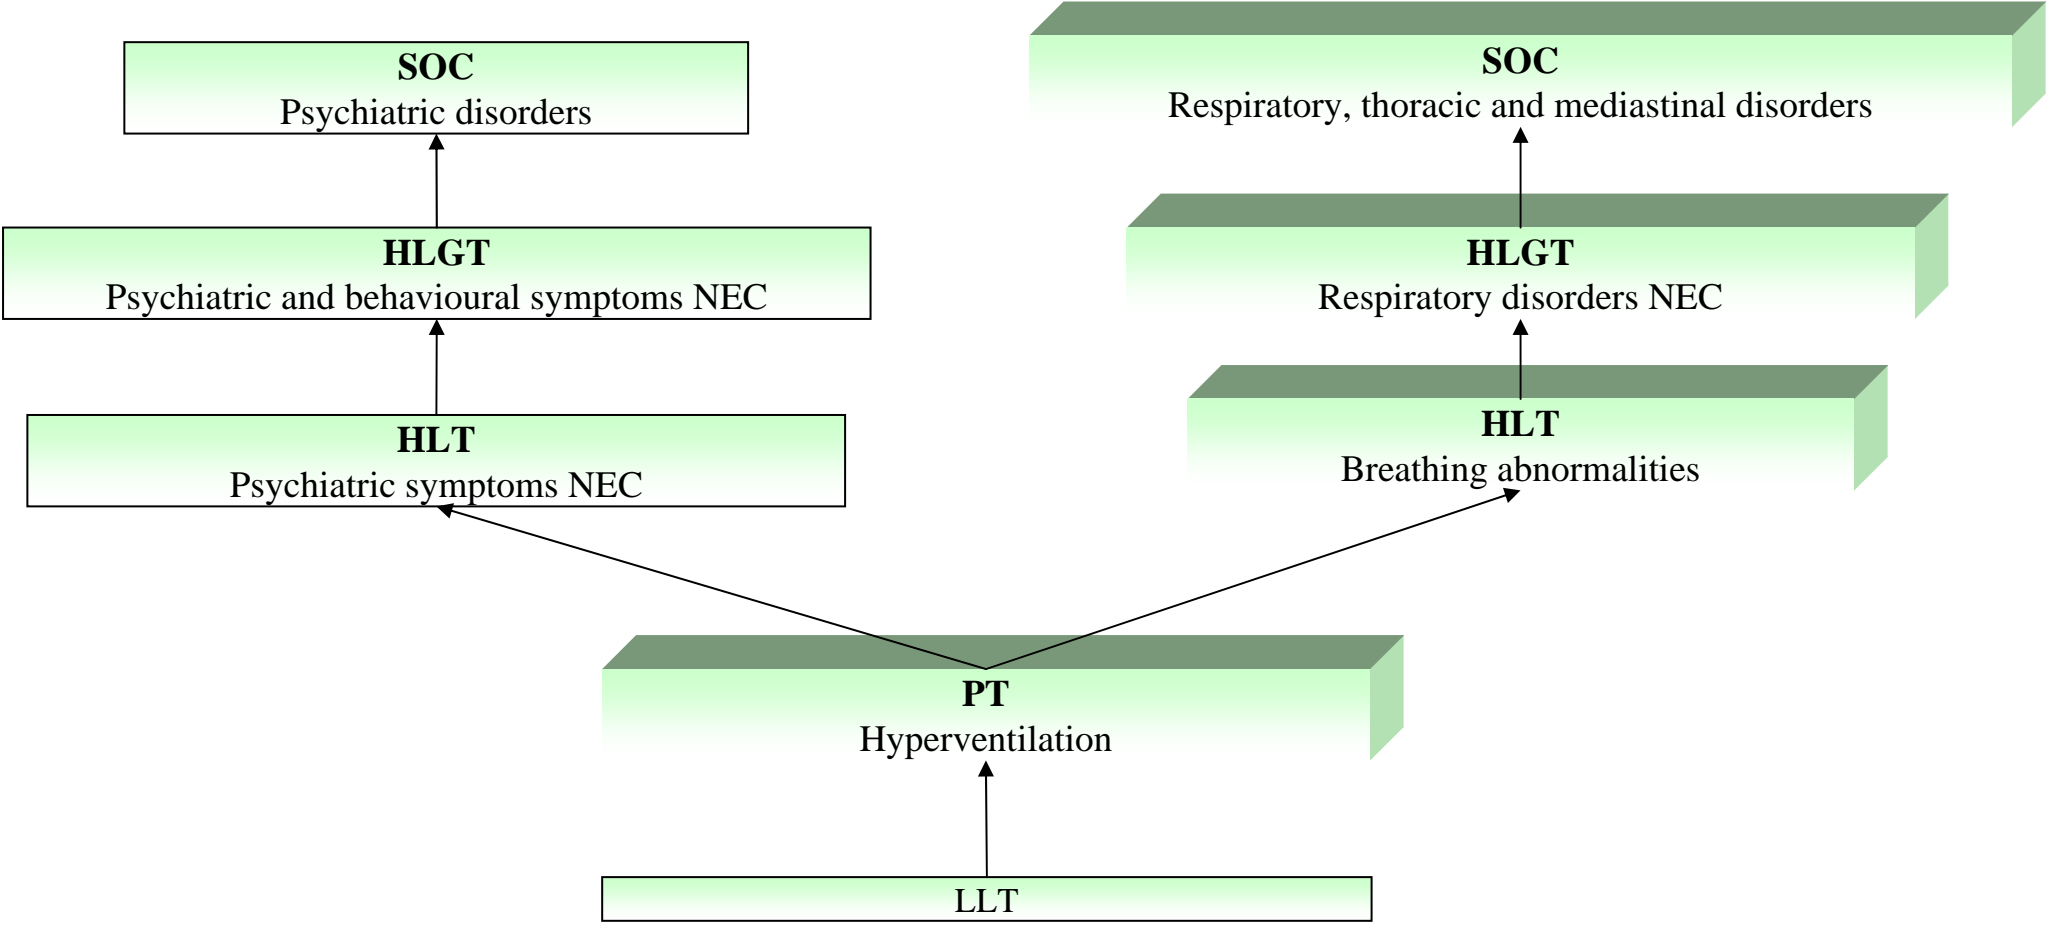 SOC
Psychiatric disorders
SOC
Respiratory, thoracic and mediastinal disorders
HLGT
Psychiatric and behavioural symptoms NEC
HLGT
Respiratory disorders NEC
HLT
Psychiatric symptoms NEC
HLT
Breathing abnormalities
PT
Hyperventilation
LLT